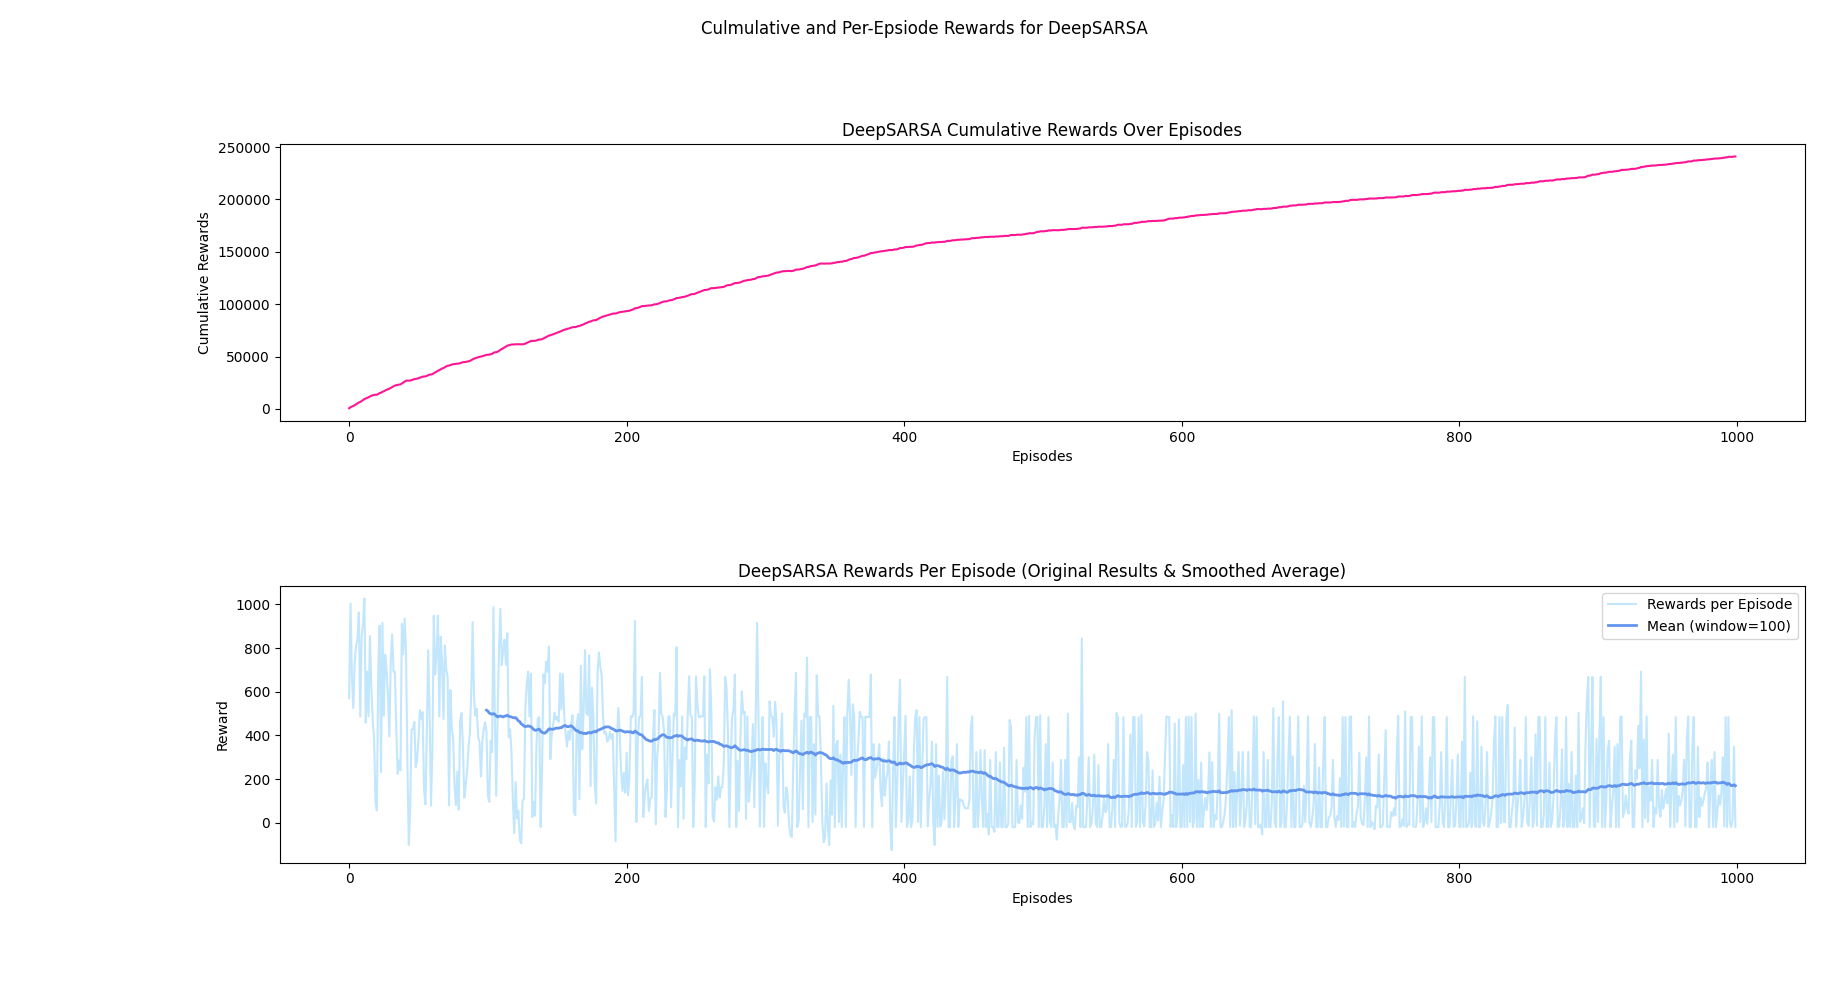 Culmulative and Per-Epsiode Rewards for DeepSARSA
DeepSARSA Cumulative Rewards Over Episodes
250000
200000
150000
100000
50000
0
Cumulative Rewards
0 200 400 600 800 1000
Episodes
DeepSARSA Rewards Per Episode (Original Results & Smoothed Average)
Rewards per Episode
Mean (window=100)
1000
800
600
400
200
0
Reward
0 200 400 600 800 1000
Episodes